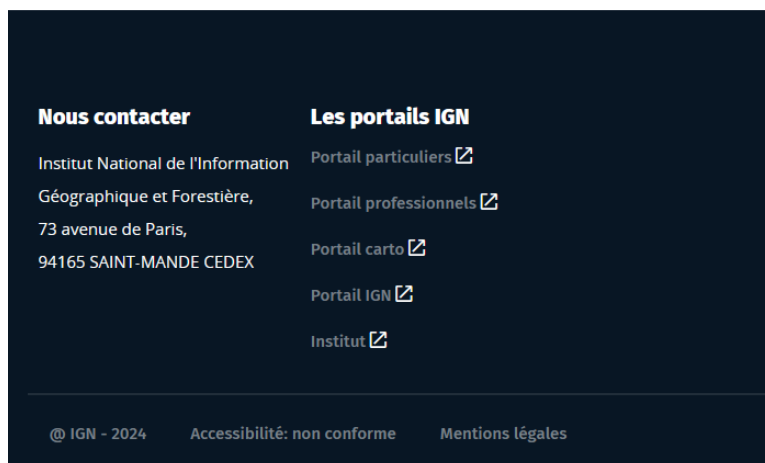 Nous contacter
Institut National de l'Information
Géographique et Forestière,
73 avenue de Paris,
94165 SAINT-MANDE CEDEX
Les portails IGN
Portail particuliers
Portail professionnels
Portail carto
Portail IGN
Institut
@ IGN - 2024 Accessibilité: non conforme Mentions légales